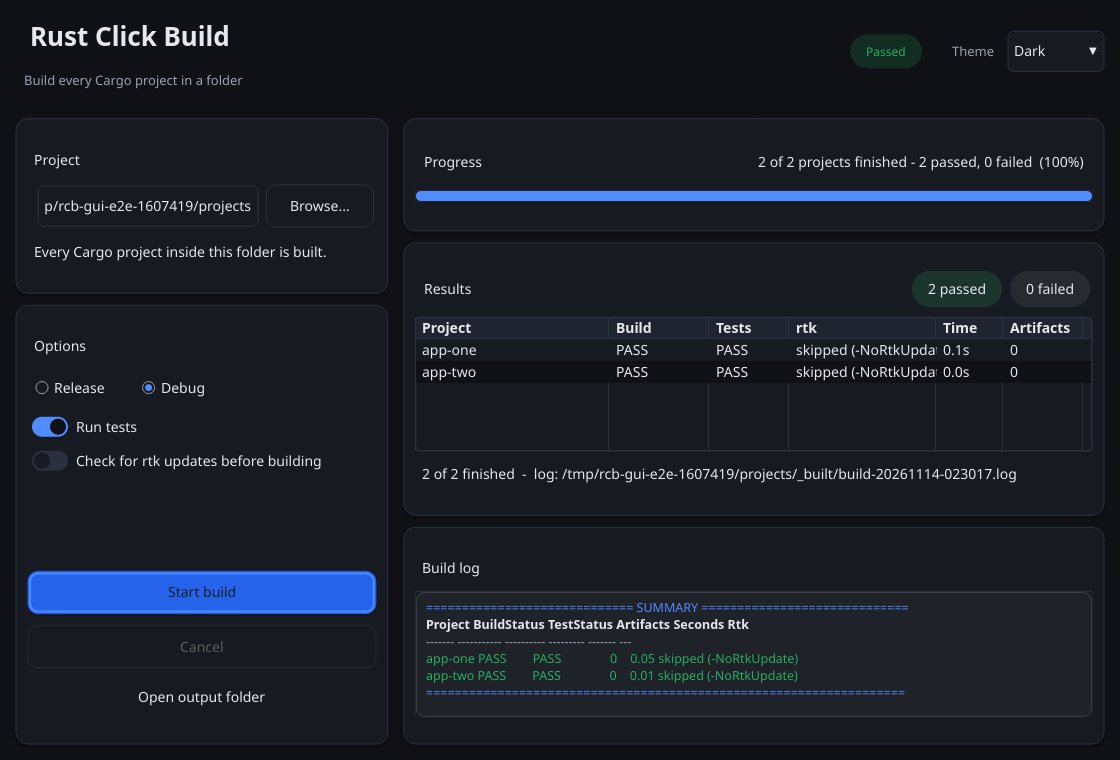 Rust Click Build
Build every Cargo project in a folder
Passed
Theme
Dark
Project
p/rcb-gui-e2e-1607419/projects
Browse...
Every Cargo project inside this folder is built.
Options
Release
Debug
Run tests
Check for rtk updates before building
Start build
Cancel
Open output folder
Progress
2 of 2 projects finished - 2 passed, 0 failed (100%)
Results
2 passed
0 failed
Project Build Tests rtk Time Artifacts
app-one PASS PASS skipped (-NoRtkUpdat 0.1s 0
app-two PASS PASS skipped (-NoRtkUpdat 0.0s 0
2 of 2 finished - log: /tmp/rcb-gui-e2e-1607419/projects/_built/build-20261114-023017.log
Build log
============================= SUMMARY =============================
Project BuildStatus TestStatus Artifacts Seconds Rtk
------- ----------- ---------- --------- ------- ---
app-one PASS PASS 0 0.05 skipped (-NoRtkUpdate)
app-two PASS PASS 0 0.01 skipped (-NoRtkUpdate)
===================================================================